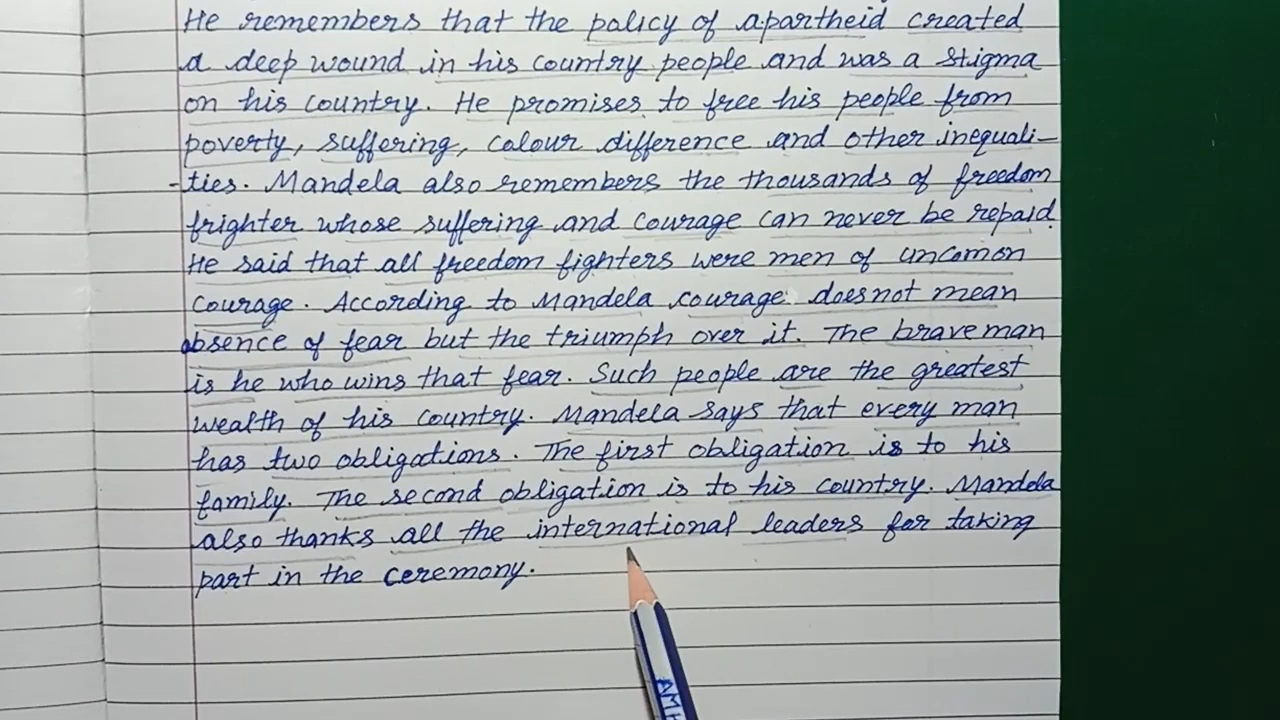 He remembers that the policy of apartheid created
a deep wound in his country people and was a stigma
on his country. He promises to free his people from
poverty, suffering, colour difference and other inequali-
-ties. Mandela also remembers the thousands of freedom
frighter whose suffering and courage can never be repaid.
He said that all freedom fighters were men of uncomon
courage. According to Mandela courage does not mean
absence of fear but the triumph over it. The brave man
is he who wins that fear. Such people are the greatest
wealth of his country. Mandela says that every man
has two obligations. The first obligation is to his
family. The second obligation is to his country. Mandela
also thanks all the international leaders for taking
part in the ceremony.